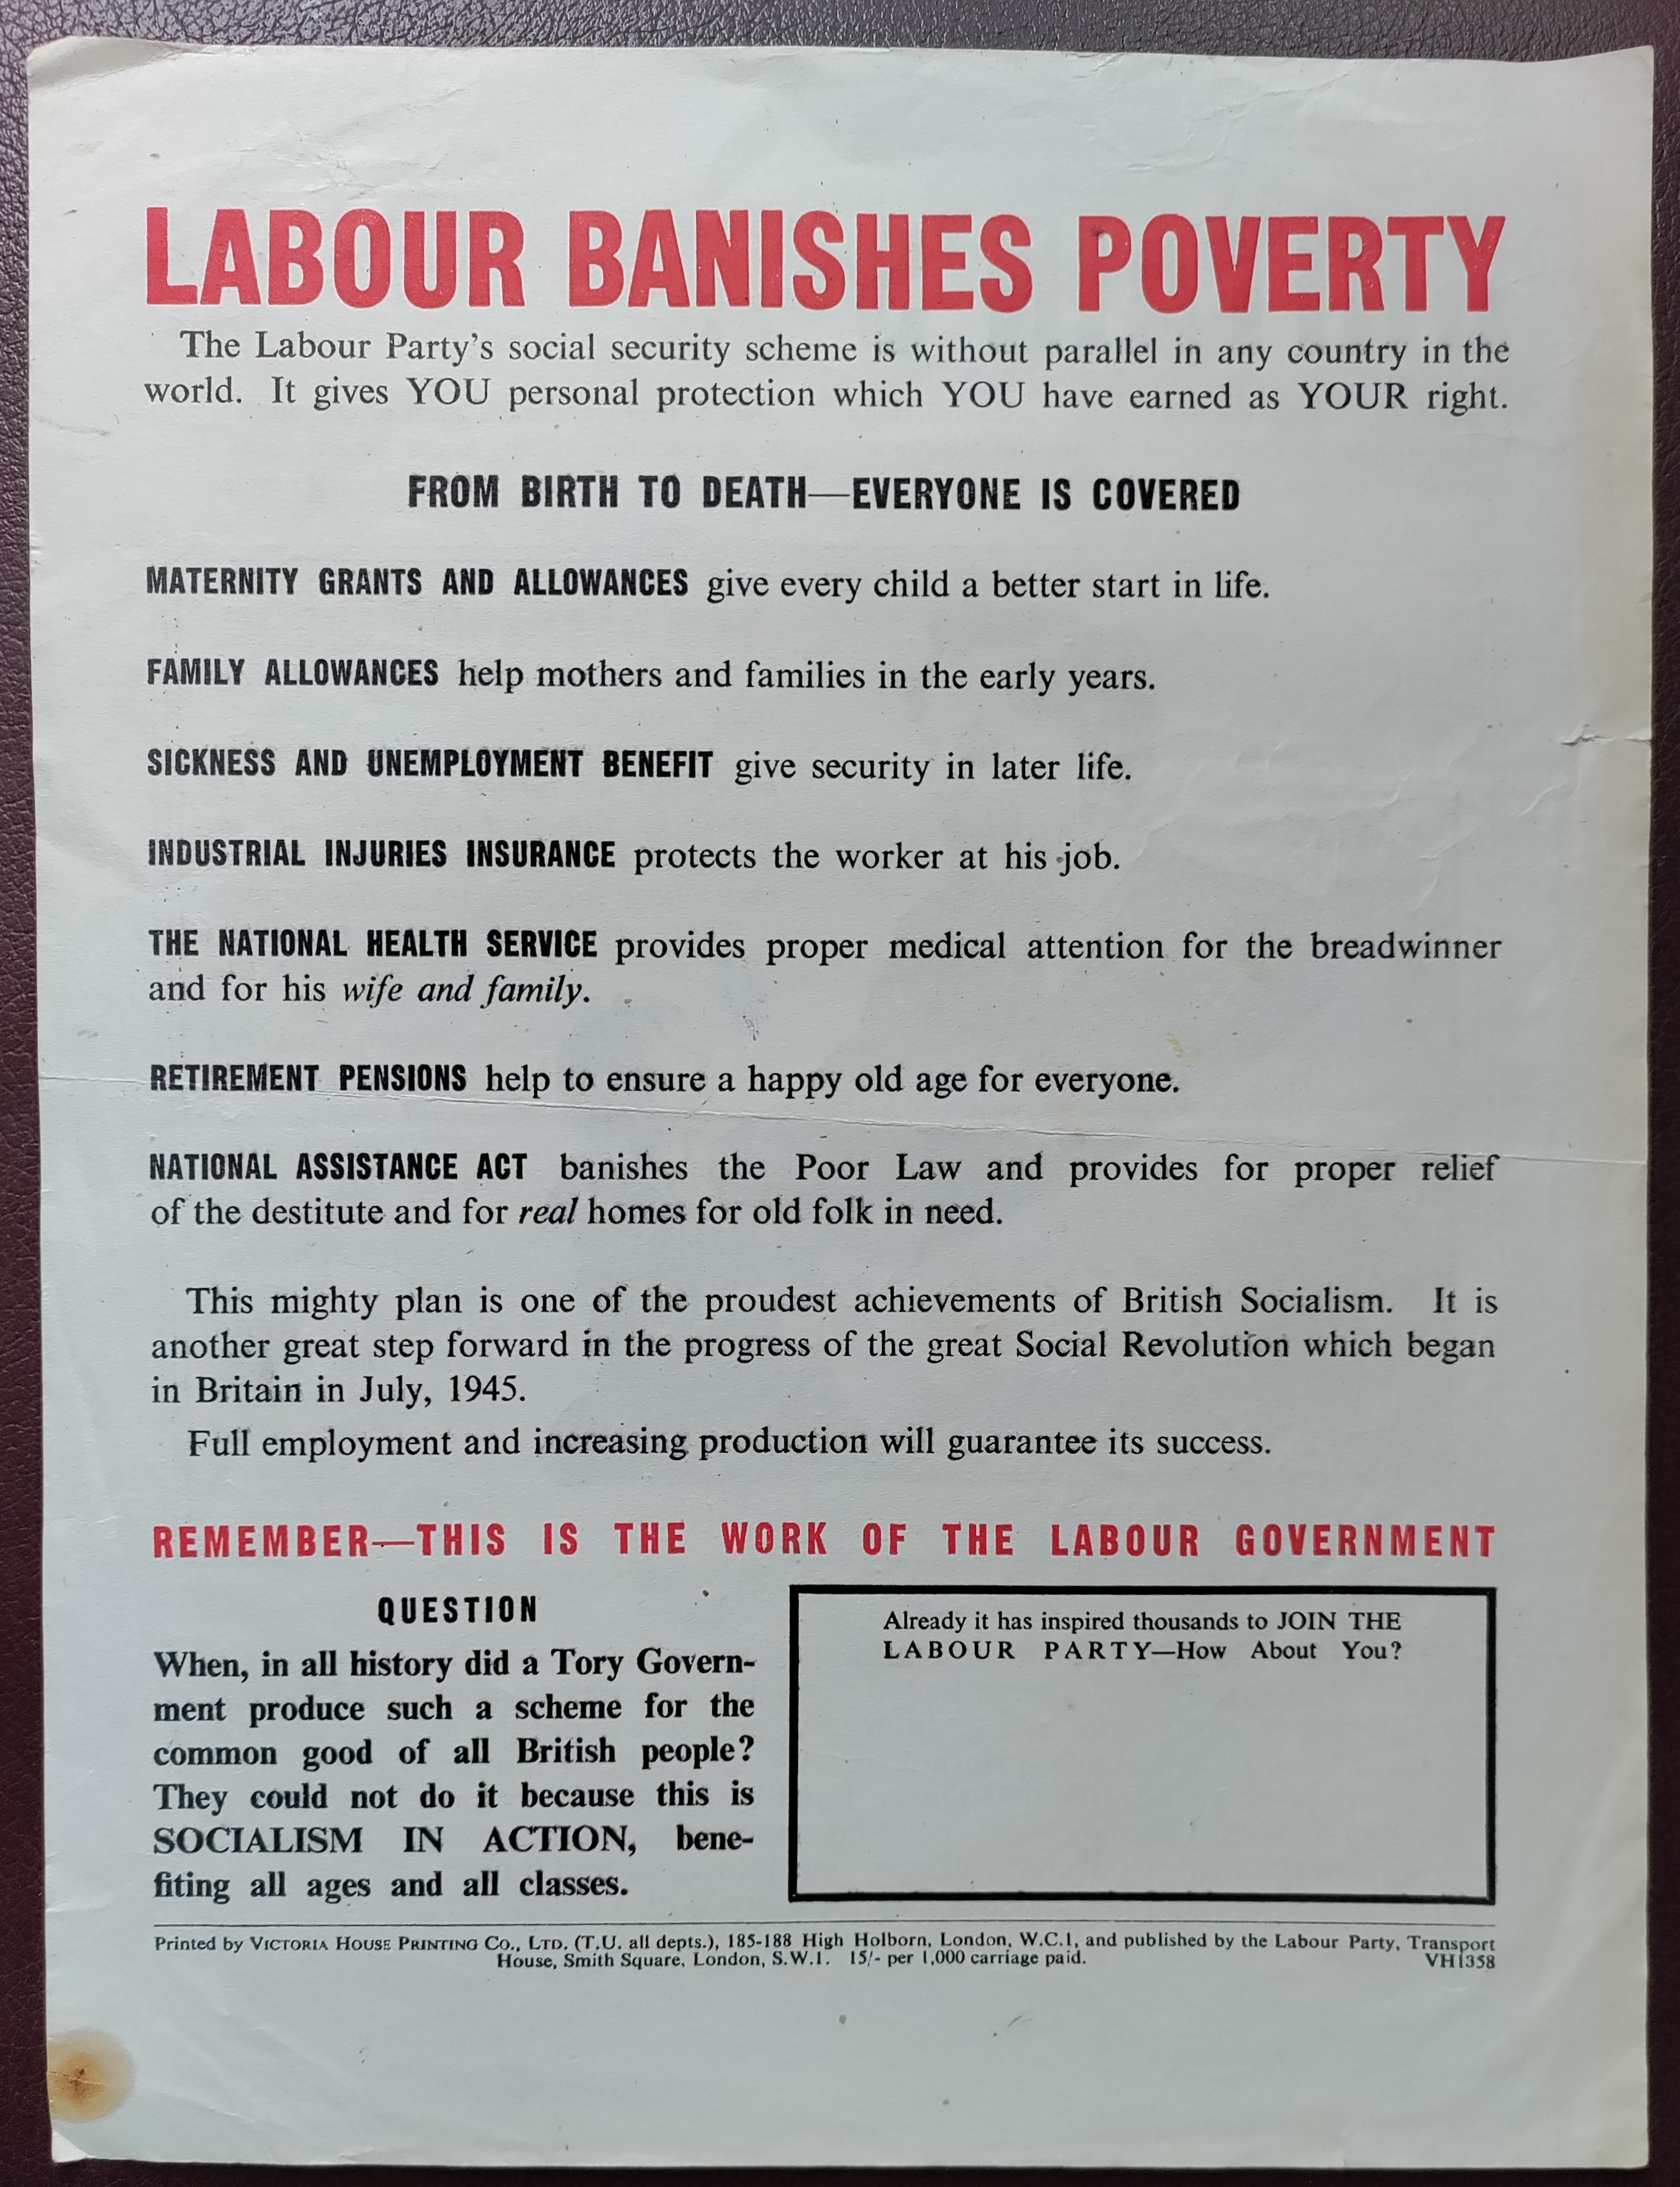 LABOUR BANISHES POVERTY
The Labour Party's social security scheme is without parallel in any country in the
world. It gives YOU personal protection which YOU have earned as YOUR right.
FROM BIRTH TO DEATH—EVERYONE IS COVERED
MATERNITY GRANTS AND ALLOWANCES give every child a better start in life.
FAMILY ALLOWANCES help mothers and families in the early years.
SICKNESS AND UNEMPLOYMENT BENEFIT give security in later life.
INDUSTRIAL INJURIES INSURANCE protects the worker at his job.
THE NATIONAL HEALTH SERVICE provides proper medical attention for the breadwinner
and for his wife and family.
RETIREMENT PENSIONS help to ensure a happy old age for everyone.
NATIONAL ASSISTANCE ACT banishes the Poor Law and provides for proper relief
of the destitute and for real homes for old folk in need.
This mighty plan is one of the proudest achievements of British Socialism. It is
another great step forward in the progress of the great Social Revolution which began
in Britain in July, 1945.
Full employment and increasing production will guarantee its success.
REMEMBER—THIS IS THE WORK OF THE LABOUR GOVERNMENT
QUESTION
When, in all history did a Tory Govern-
ment produce such a scheme for the
common good of all British people?
They could not do it because this is
SOCIALISM IN ACTION, bene-
fiting all ages and all classes.
Already it has inspired thousands to JOIN THE
LABOUR PARTY—How About You?
Printed by VICTORIA HOUSE PRINTING CO., LTD. (T.U. all depts.), 185-188 High Holborn, London, W.C.1, and published by the Labour Party, Transport
House, Smith Square, London, S.W.1. 15/- per 1,000 carriage paid. VH1358